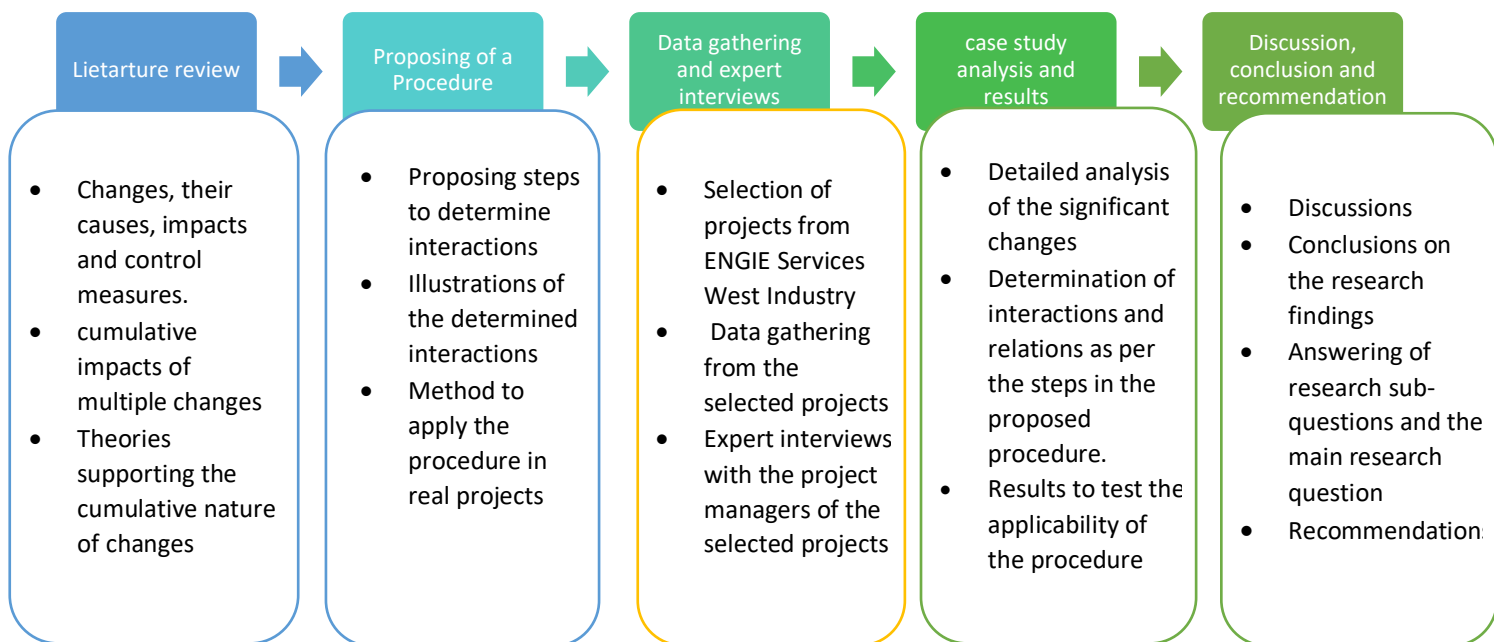 Lietarture review
Proposing of a
Procedure
Data gathering
and expert
interviews
case study
analysis and
results
Discussion,
conclusion and
recommendation
• Changes, their
causes, impacts
and control
measures.
• cumulative
impacts of
multiple changes
• Theories
supporting the
cumulative nature
of changes
• Proposing steps
to determine
interactions
• Illustrations of
the determined
interactions
• Method to
apply the
procedure in
real projects
• Selection of
projects from
ENGIE Services
West Industry
• Data gathering
from the
selected projects
• Expert interviews
with the project
managers of the
selected projects
• Detailed analysis
of the significant
changes
• Determination of
interactions and
relations as per
the steps in the
proposed
procedure.
• Results to test the
applicability of
the procedure
• Discussions
• Conclusions on
the research
findings
• Answering of
research sub-
questions and the
main research
question
• Recommendations